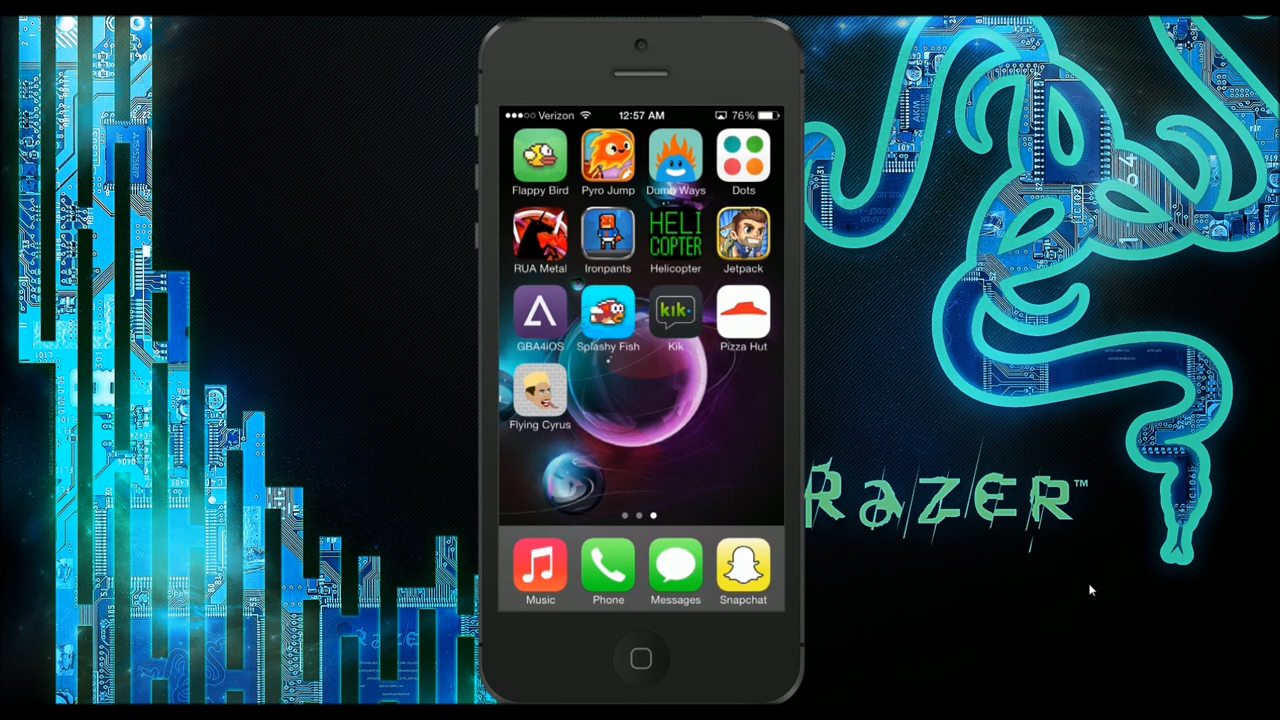 Verizon 12:57 AM 76%
Flappy Bird Pyro Jump Dumb Ways Dots
HELI
COPTER
RUA Metal Ironpants Helicopter Jetpack
kik
GBA4iOS Splashy Fish Kik Pizza Hut
Flying Cyrus
RAZER™
Music Phone Messages Snapchat